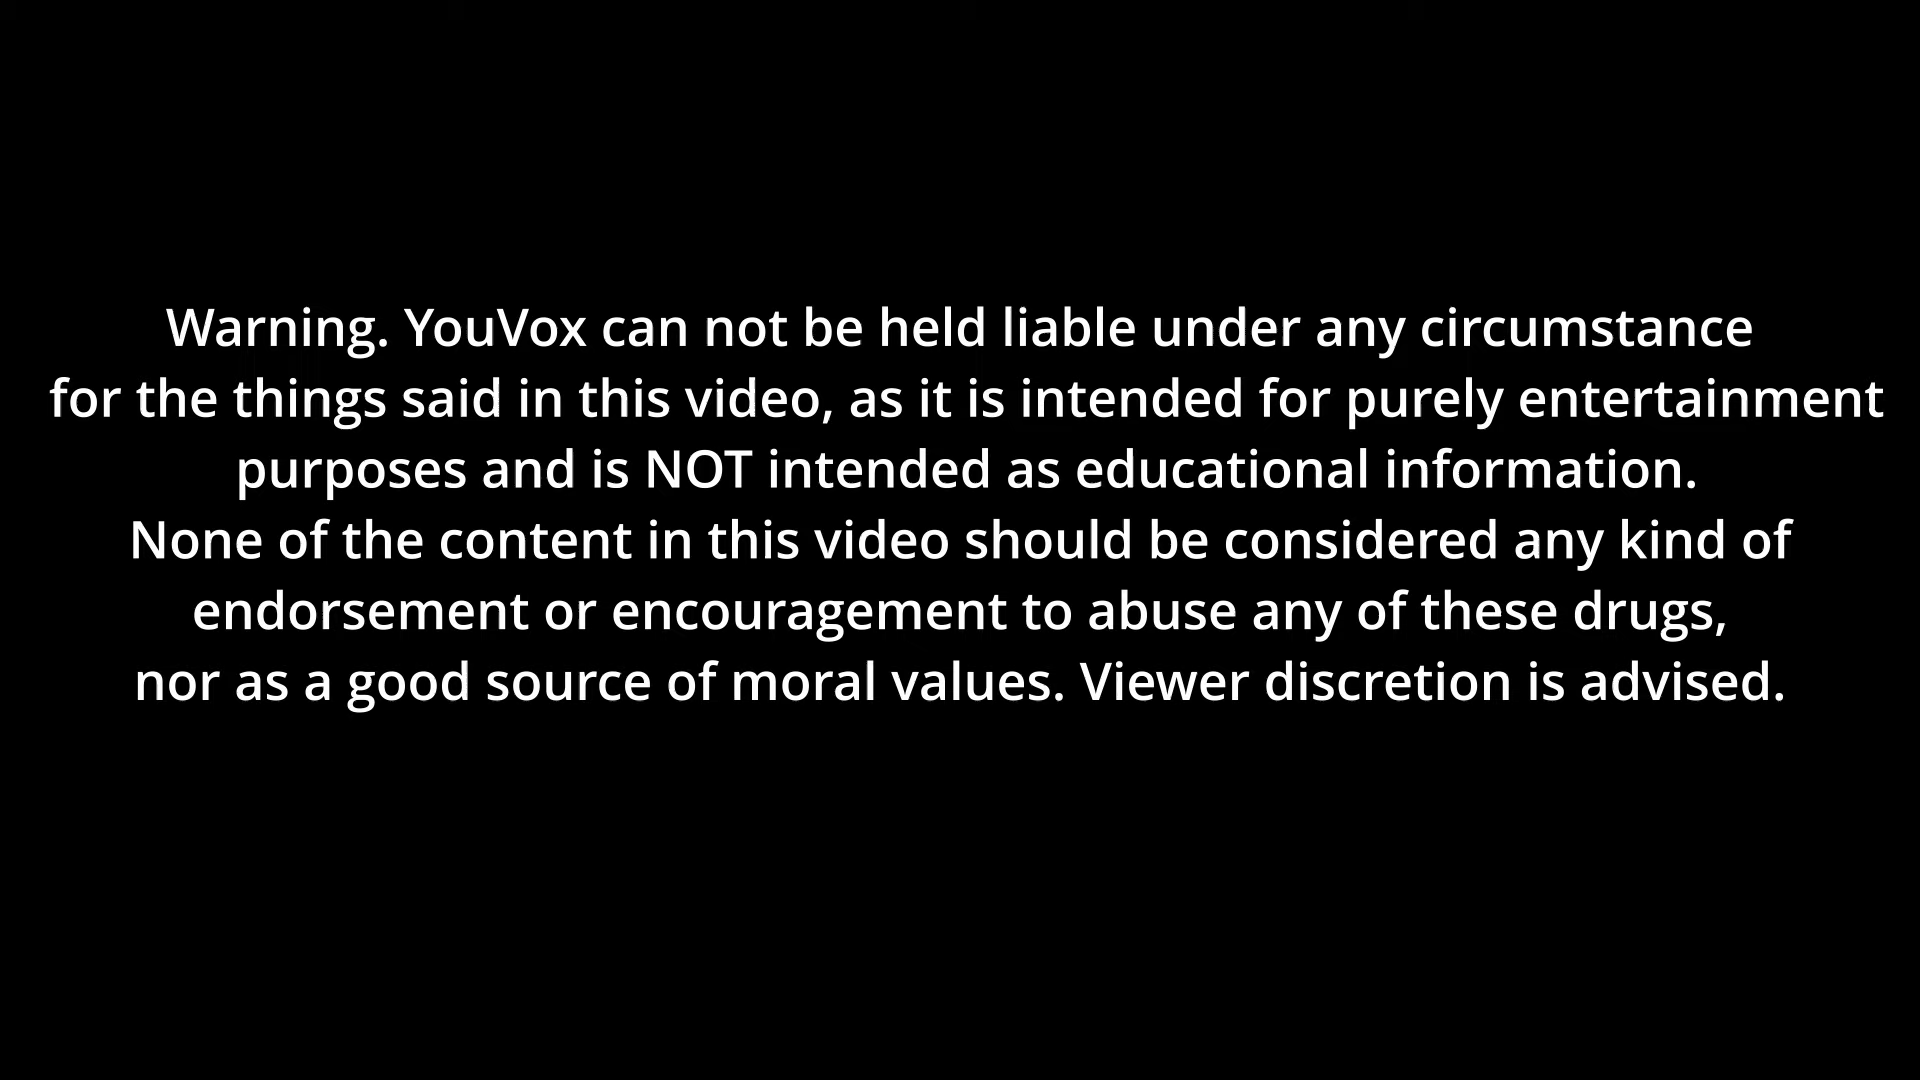 Warning. YouVox can not be held liable under any circumstance
for the things said in this video, as it is intended for purely entertainment
purposes and is NOT intended as educational information.
None of the content in this video should be considered any kind of
endorsement or encouragement to abuse any of these drugs,
nor as a good source of moral values. Viewer discretion is advised.